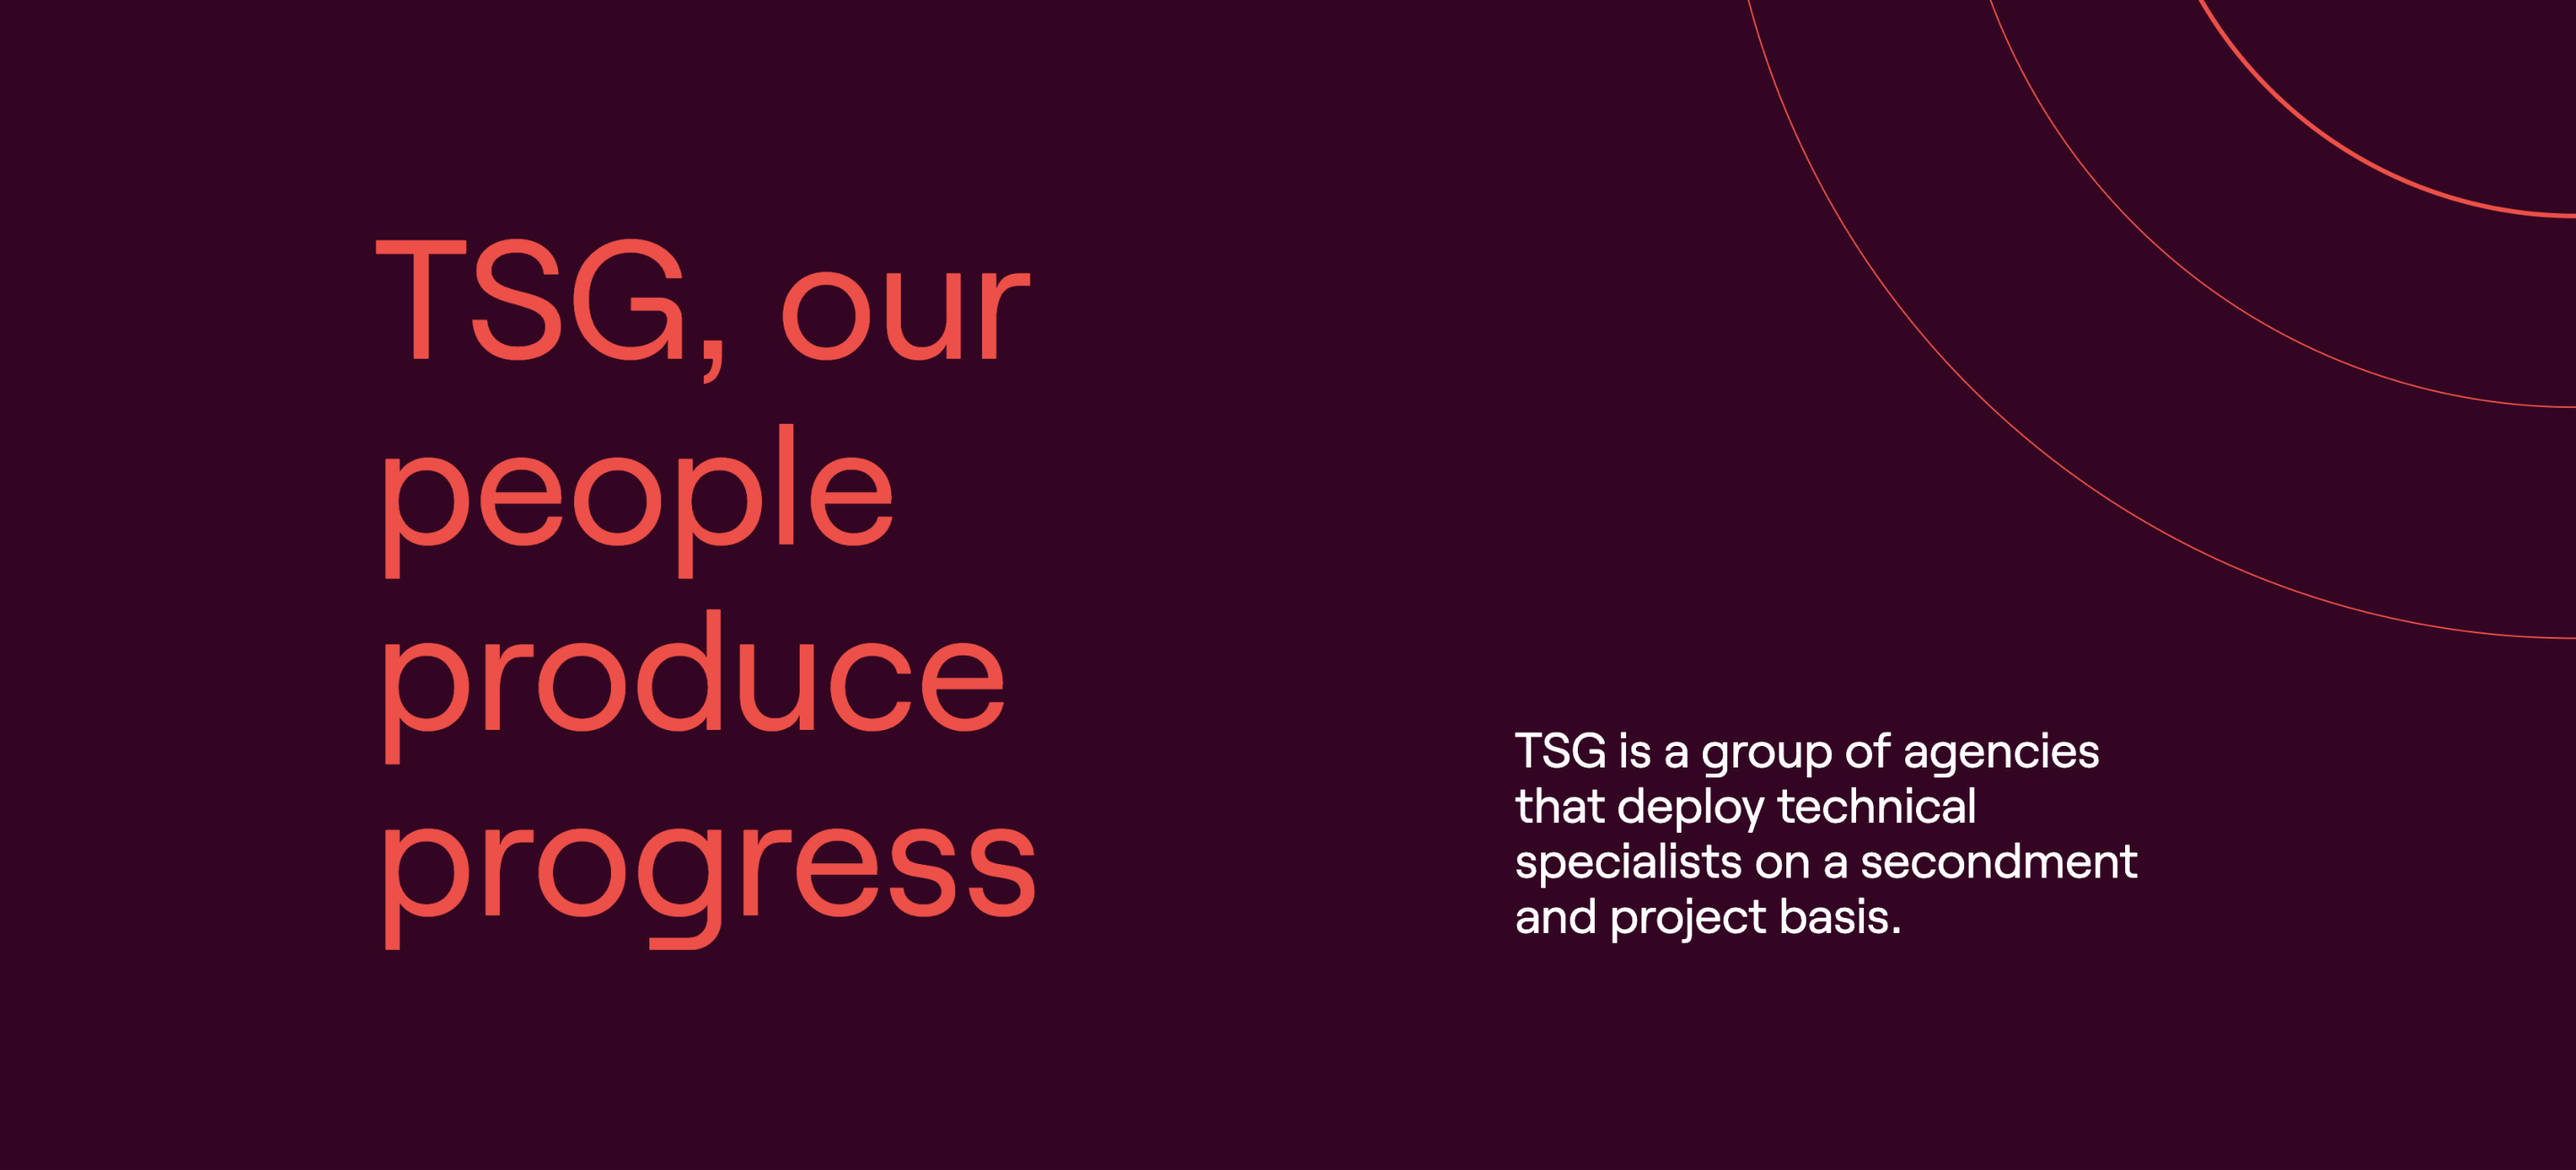 TSG, our
people
produce
progress
TSG is a group of agencies
that deploy technical
specialists on a secondment
and project basis.